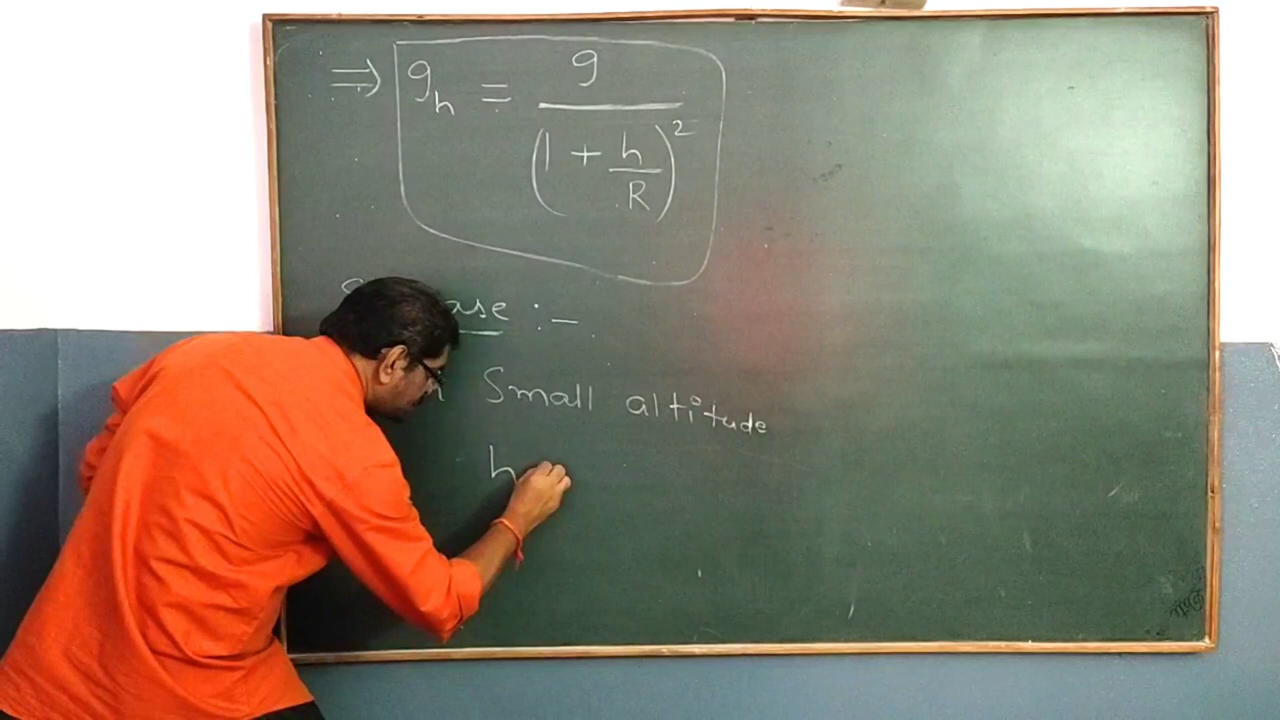 ⇒ g_h = g / (1 + h/R)²
ase :-
Small altitude
h